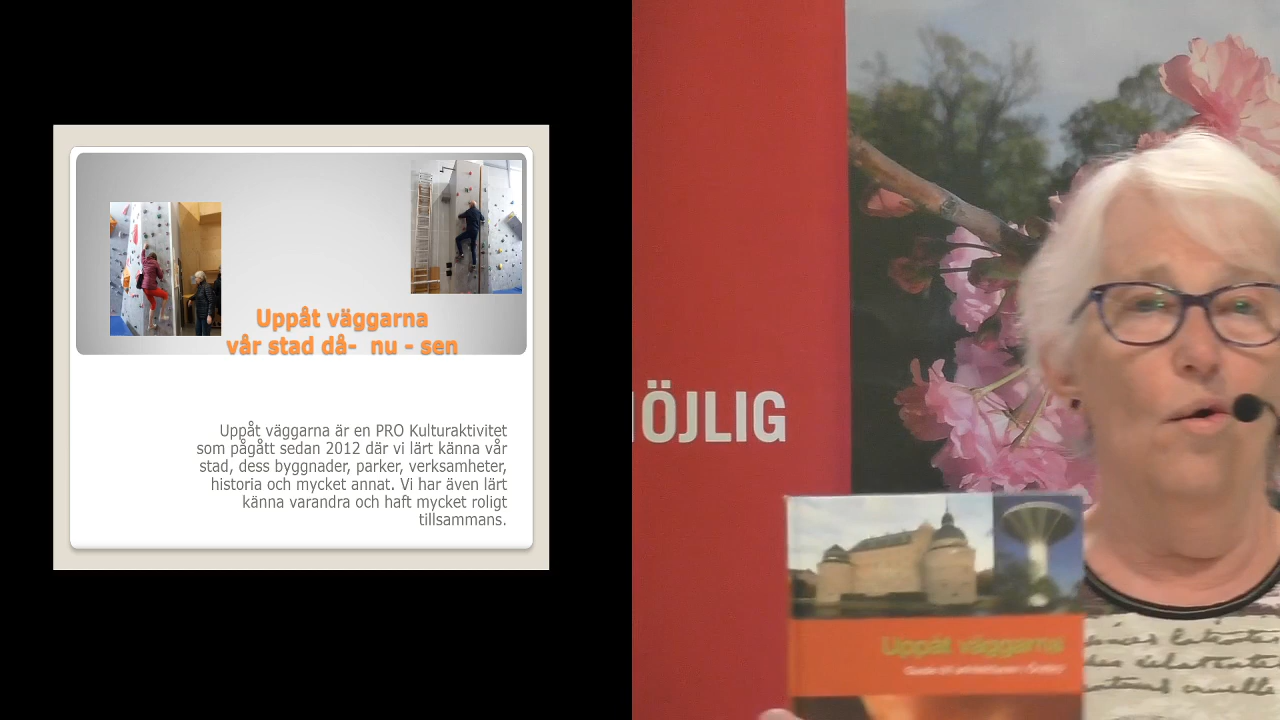 Uppåt väggarna
vår stad då- nu - sen
Uppåt väggarna är en PRO Kulturaktivitet
som pågått sedan 2012 där vi lärt känna vår
stad, dess byggnader, parker, verksamheter,
historia och mycket annat. Vi har även lärt
känna varandra och haft mycket roligt
tillsammans.
ÖJLIG
Uppåt väggarna